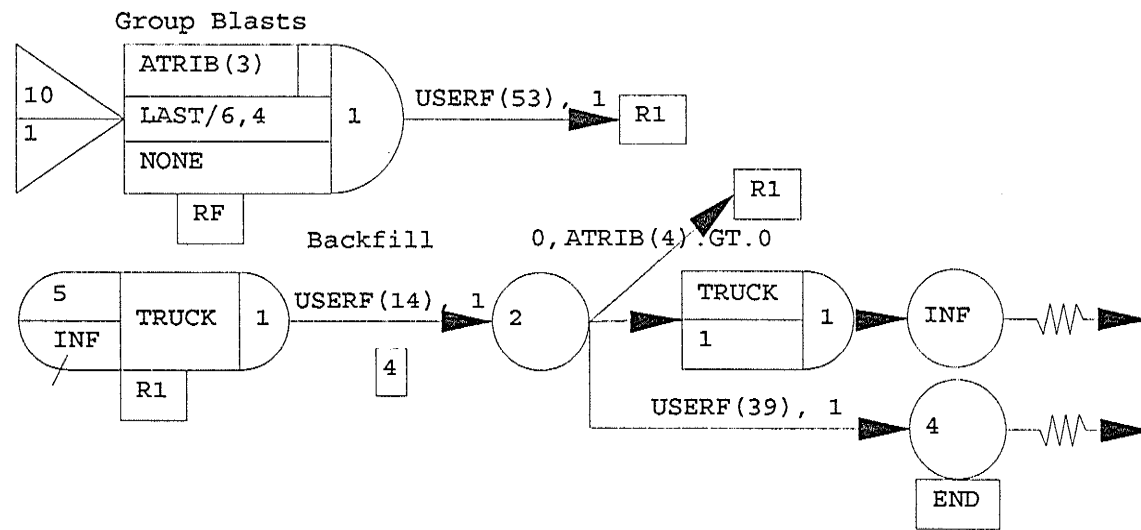 Group Blasts
10
1
ATRIB(3)
LAST/6,4
NONE
1
USERF(53), 1
R1
RF
R1
Backfill
0,ATRIB(4).GT.0
5
INF
TRUCK
1
USERF(14), 1
2
TRUCK
1
1
INF
R1
4
USERF(39), 1
4
END